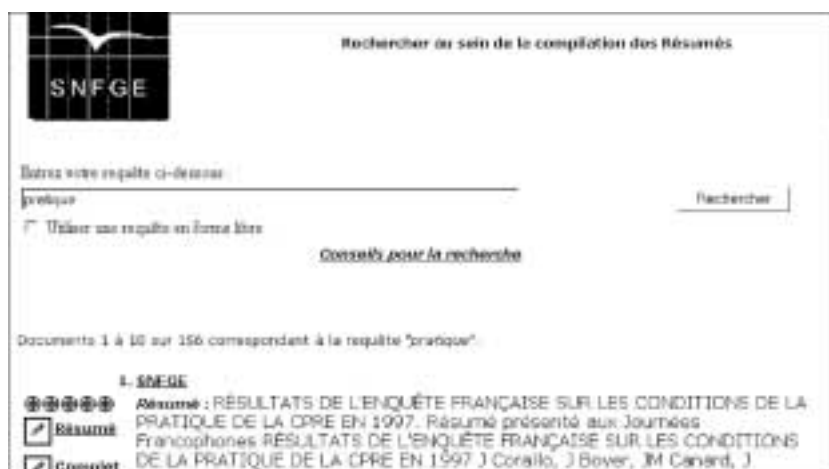 SNFGE
Rechercher au sein de la compilation des Résumés
Entrez votre requête ci-dessous
pratique
Rechercher
Utiliser une requête en forme libre
Conseils pour la recherche
Documents 1 à 10 sur 156 correspondant à la requête "pratique".
1. SNFGE
Résumé : RÉSULTATS DE L'ENQUÊTE FRANÇAISE SUR LES CONDITIONS DE LA
PRATIQUE DE LA CPRE EN 1997. Résumé présenté aux Journées
Résumé
Francophones RÉSULTATS DE L'ENQUÊTE FRANÇAISE SUR LES CONDITIONS
DE LA PRATIQUE DE LA CPRE EN 1997 J Corallo, J Boyer, JM Canard, J
Complet